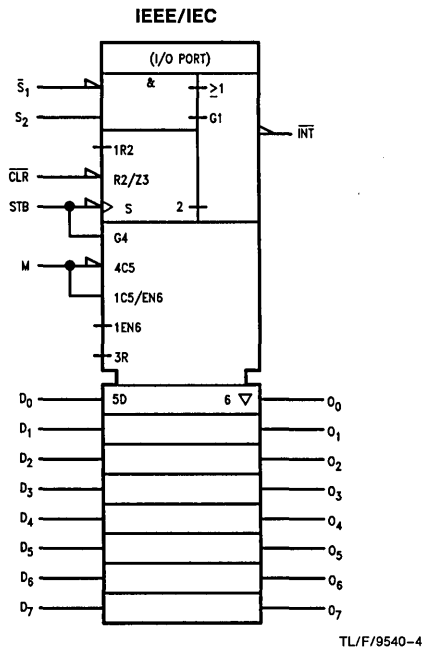 IEEE/IEC
(I/O PORT)
S̅₁
&
≥1
S₂
G1
I̅N̅T̅
1R2
C̅L̅R̅
R2/Z3
STB
S
2
G4
M
4C5
1C5/EN6
1EN6
3R
D₀
5D
6 ▽
O₀
D₁
O₁
D₂
O₂
D₃
O₃
D₄
O₄
D₅
O₅
D₆
O₆
D₇
O₇
TL/F/9540-4